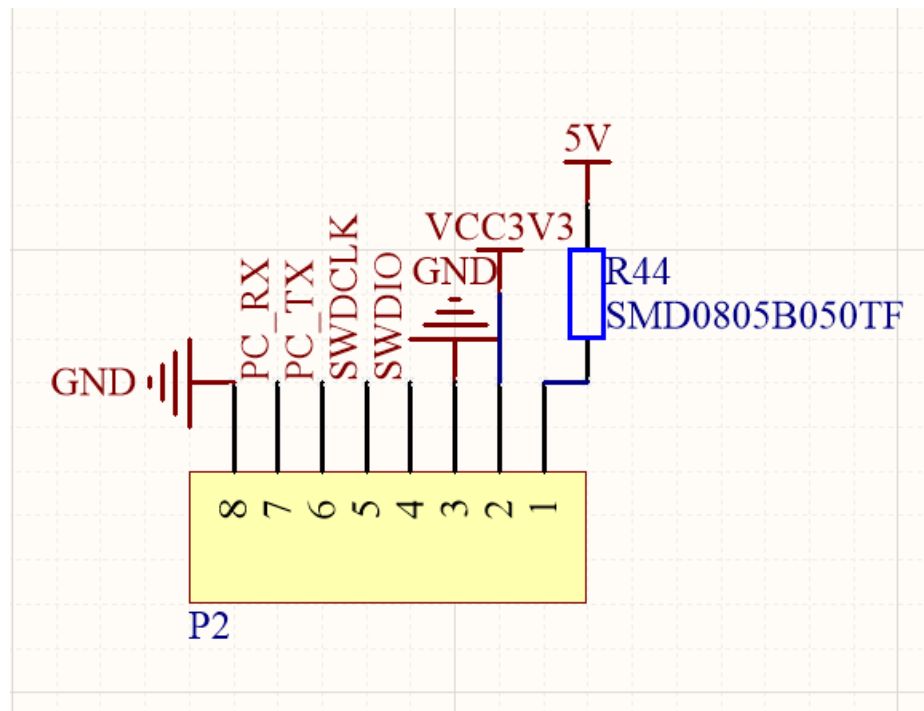 5V
VCC3V3
GND
R44
SMD0805B050TF
PC_RX
PC_TX
SWDCLK
SWDIO
GND
8
7
6
5
4
3
2
1
P2